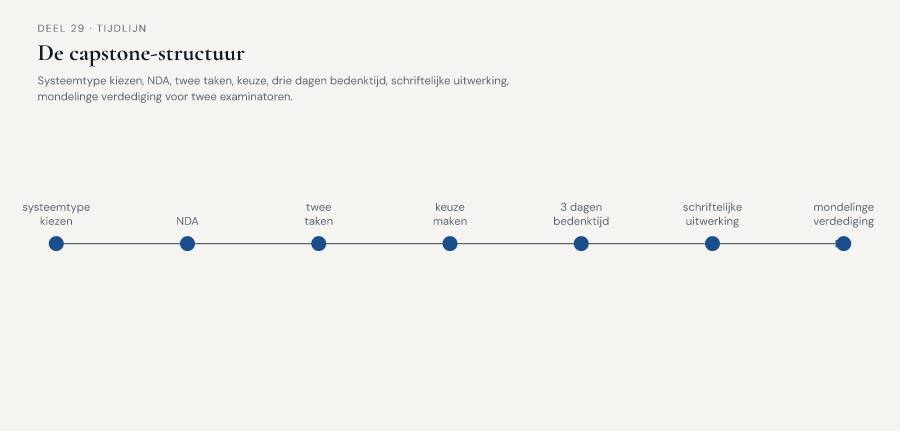 DEEL 29 · TIJDLIJN
De capstone-structuur
Systeemtype kiezen, NDA, twee taken, keuze, drie dagen bedenktijd, schriftelijke uitwerking,
mondelinge verdediging voor twee examinatoren.
systeemtype
kiezen
NDA
twee
taken
keuze
maken
3 dagen
bedenktijd
schriftelijke
uitwerking
mondelinge
verdediging